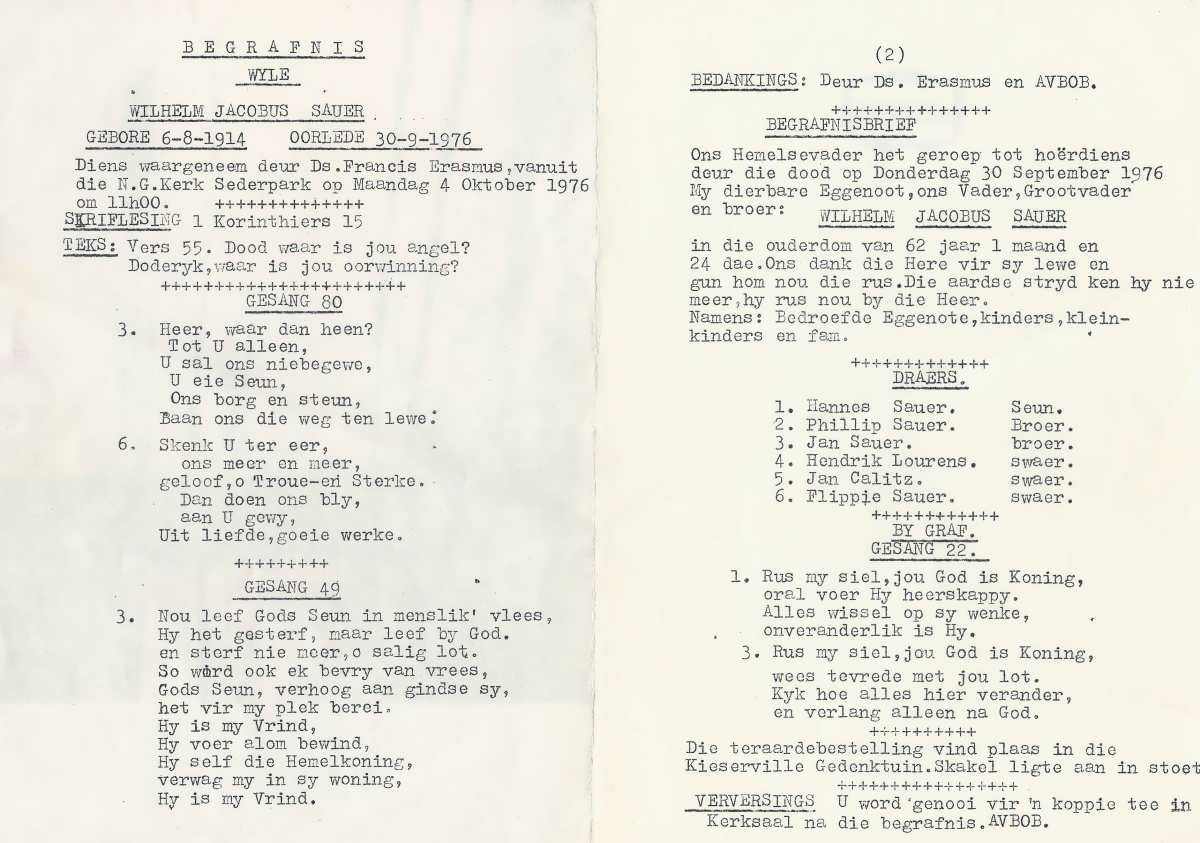 B E G R A F N I S
WYLE
WILHELM JACOBUS SAUER
GEBORE 6-8-1914 OORLEDE 30-9-1976
Diens waargeneem deur Ds.Francis Erasmus,vanuit
die N.G.Kerk Sederpark op Maandag 4 Oktober 1976
om 11h00. ++++++++++++++
SKRIFLESING 1 Korinthiers 15
TEKS: Vers 55. Dood waar is jou angel?
Doderyk,waar is jou oorwinning?
+++++++++++++++++++++++
GESANG 80
3. Heer, waar dan heen?
Tot U alleen,
U sal ons niebegewe,
U eie Seun,
Ons borg en steun,
Baan ons die weg ten lewe.
6. Skenk U ter eer,
ons meer en meer,
geloof,o Troue-en Sterke.
Dan doen ons bly,
aan U gewy,
Uit liefde,goeie werke.
+++++++++
GESANG 49
3. Nou leef Gods Seun in menslik' vlees,
Hy het gesterf, maar leef by God.
en sterf nie meer,o salig lot.
So word ook ek bevry van vrees,
Gods Seun, verhoog aan gindse sy,
het vir my plek berei.
Hy is my Vrind,
Hy voer alom bewind,
Hy self die Hemelkoning,
verwag my in sy woning,
Hy is my Vrind.
(2)
BEDANKINGS: Deur Ds. Erasmus en AVBOB.
+++++++++++++++
BEGRAFNISBRIEF
Ons Hemelsevader het geroep tot hoërdiens
deur die dood op Donderdag 30 September 1976
My dierbare Eggenoot,ons Vader,Grootvader
en broer: WILHELM JACOBUS SAUER
in die ouderdom van 62 jaar 1 maand en
24 dae.Ons dank die Here vir sy lewe en
gun hom nou die rus.Die aardse stryd ken hy nie
meer,hy rus nou by die Heer.
Namens: Bedroefde Eggenote,kinders,klein-
kinders en fam.
+++++++++++++
DRAERS.
1. Hannes Sauer. Seun.
2. Phillip Sauer. Broer.
3. Jan Sauer. broer.
4. Hendrik Lourens. swaer.
5. Jan Calitz. swaer.
6. Flippie Sauer. swaer.
++++++++++++
BY GRAF.
GESANG 22.
1. Rus my siel,jou God is Koning,
oral voer Hy heerskappy.
Alles wissel op sy wenke,
onveranderlik is Hy.
3. Rus my siel,jou God is Koning,
wees tevrede met jou lot.
Kyk hoe alles hier verander,
en verlang alleen na God.
++++++++++
Die teraardebestelling vind plaas in die
Kieserville Gedenktuin.Skakel ligte aan in stoet
+++++++++++++++++
VERVERSINGS U word genooi vir 'n koppie tee in
Kerksaal na die begrafnis.AVBOB.